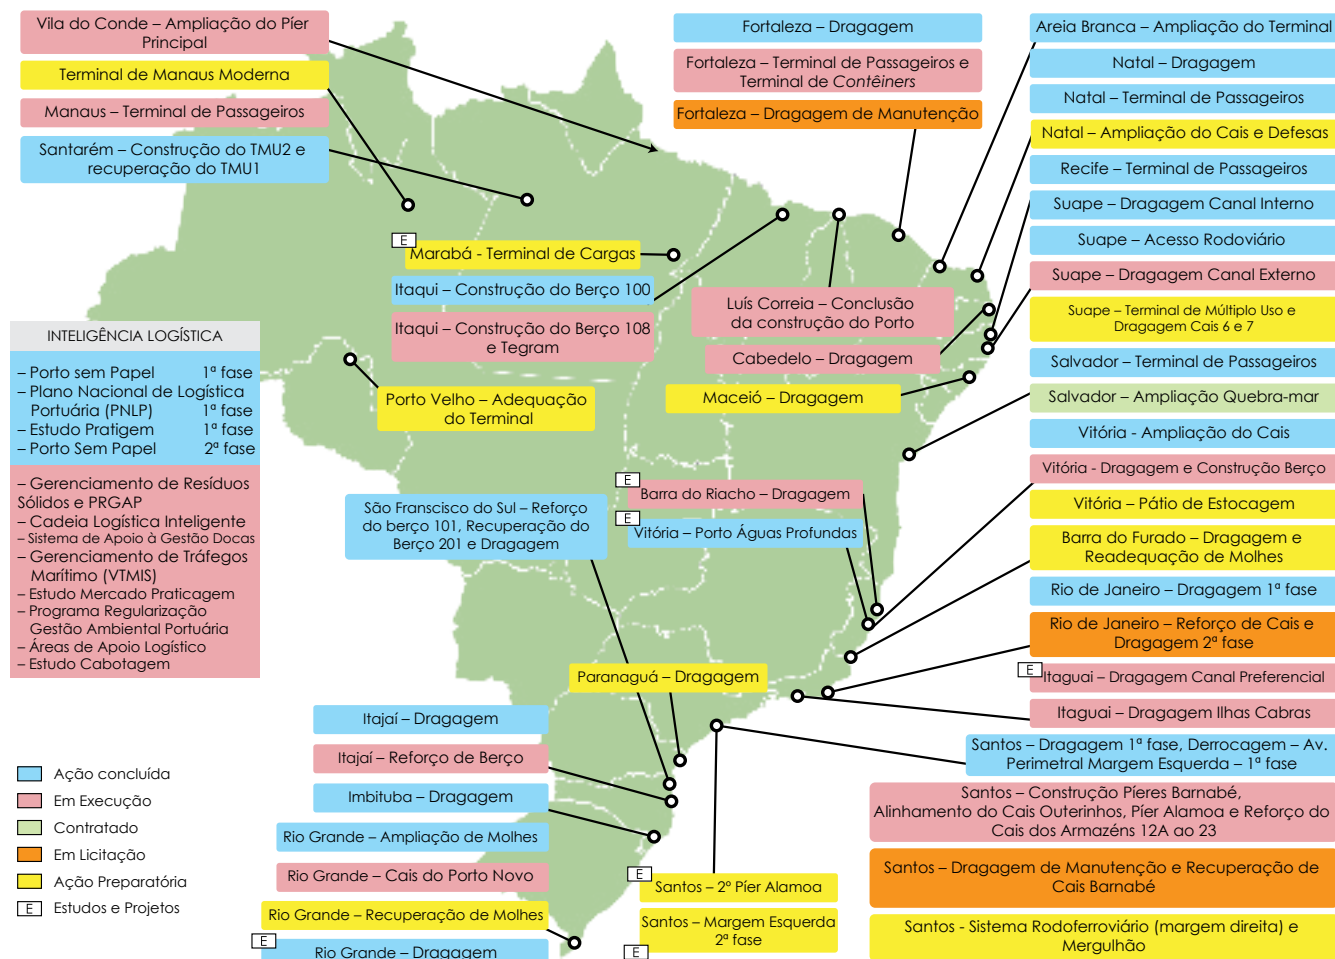 Vila do Conde – Ampliação do Píer
Principal
Terminal de Manaus Moderna
Manaus – Terminal de Passageiros
Santarém – Construção do TMU2 e
recuperação do TMU1
Fortaleza – Dragagem
Fortaleza – Terminal de Passageiros e
Terminal de Contêiners
Fortaleza – Dragagem de Manutenção
Areia Branca – Ampliação do Terminal
Natal – Dragagem
Natal – Terminal de Passageiros
Natal – Ampliação do Cais e Defesas
Recife – Terminal de Passageiros
Suape – Dragagem Canal Interno
Suape – Acesso Rodoviário
Suape – Dragagem Canal Externo
Suape – Terminal de Múltiplo Uso e
Dragagem Cais 6 e 7
Salvador – Terminal de Passageiros
Salvador – Ampliação Quebra-mar
Vitória - Ampliação do Cais
Vitória - Dragagem e Construção Berço
Vitória – Pátio de Estocagem
Barra do Furado – Dragagem e
Readequação de Molhes
Rio de Janeiro – Dragagem 1ª fase
Rio de Janeiro – Reforço de Cais e
Dragagem 2ª fase
E
Itaguai – Dragagem Canal Preferencial
Itaguai – Dragagem Ilhas Cabras
Santos – Dragagem 1ª fase, Derrocagem – Av.
Perimetral Margem Esquerda – 1ª fase
Santos – Construção Píeres Barnabé,
Alinhamento do Cais Outerinhos, Píer Alamoa e Reforço do
Cais dos Armazéns 12A ao 23
Santos – Dragagem de Manutenção e Recuperação de
Cais Barnabé
Santos - Sistema Rodoferroviário (margem direita) e
Mergulhão
E
Marabá - Terminal de Cargas
Itaqui – Construção do Berço 100
Itaqui – Construção do Berço 108
e Tegram
Luís Correia – Conclusão
da construção do Porto
Cabedelo – Dragagem
Maceió – Dragagem
Porto Velho – Adequação
do Terminal
INTELIGÊNCIA LOGÍSTICA
– Porto sem Papel 1ª fase
– Plano Nacional de Logística
Portuária (PNLP) 1ª fase
– Estudo Pratigem 1ª fase
– Porto Sem Papel 2ª fase
– Gerenciamento de Resíduos
Sólidos e PRGAP
– Cadeia Logística Inteligente
– Sistema de Apoio à Gestão Docas
– Gerenciamento de Tráfegos
Marítimo (VTMIS)
– Estudo Mercado Praticagem
– Programa Regularização
Gestão Ambiental Portuária
– Áreas de Apoio Logístico
– Estudo Cabotagem
São Franscisco do Sul – Reforço
do berço 101, Recuperação do
Berço 201 e Dragagem
E
Barra do Riacho – Dragagem
E
Vitória – Porto Águas Profundas
Paranaguá – Dragagem
Itajaí – Dragagem
Itajaí – Reforço de Berço
Imbituba – Dragagem
Rio Grande – Ampliação de Molhes
Rio Grande – Cais do Porto Novo
Rio Grande – Recuperação de Molhes
E
Rio Grande – Dragagem
E
Santos – 2º Píer Alamoa
Santos – Margem Esquerda
2ª fase
E
Ação concluída
Em Execução
Contratado
Em Licitação
Ação Preparatória
E Estudos e Projetos